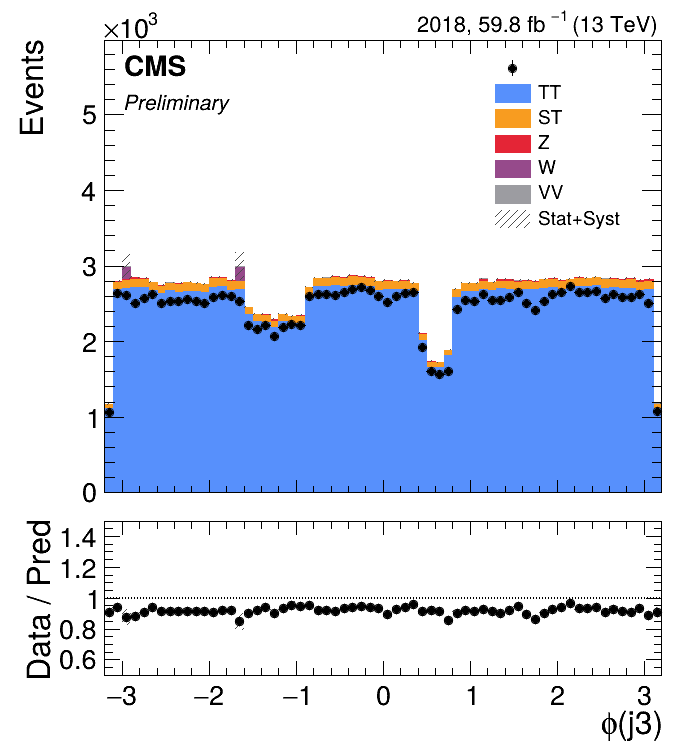 ×10³
2018, 59.8 fb⁻¹ (13 TeV)
Events
CMS
Preliminary
TT
ST
Z
W
VV
Stat+Syst
5
4
3
2
1
0
Data / Pred
1.4
1.2
1
0.8
0.6
−3 −2 −1 0 1 2 3
ϕ(j3)